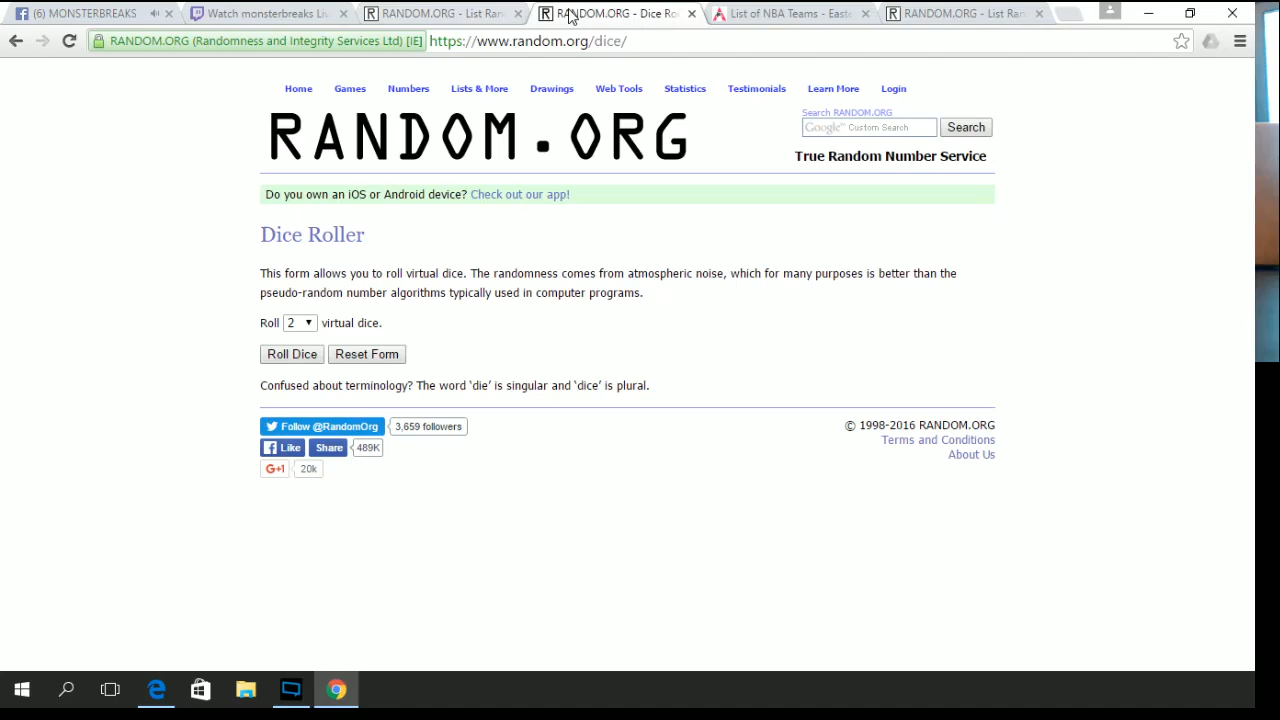 (6) MONSTERBREAKS
Watch monsterbreaks Li
RANDOM.ORG - List Ran
RANDOM.ORG - Dice Ro
List of NBA Teams - Easte
RANDOM.ORG - List Ran
RANDOM.ORG (Randomness and Integrity Services Ltd) [IE]
https://www.random.org/dice/
Home Games Numbers Lists & More Drawings Web Tools Statistics Testimonials Learn More Login
RANDOM.ORG
Search RANDOM.ORG
Google™ Custom Search
Search
True Random Number Service
Do you own an iOS or Android device? Check out our app!
Dice Roller
This form allows you to roll virtual dice. The randomness comes from atmospheric noise, which for many purposes is better than the
pseudo-random number algorithms typically used in computer programs.
Roll 2 virtual dice.
Roll Dice Reset Form
Confused about terminology? The word ‘die’ is singular and ‘dice’ is plural.
Follow @RandomOrg 3,659 followers
Like Share 489K
G+1 20k
© 1998-2016 RANDOM.ORG
Terms and Conditions
About Us